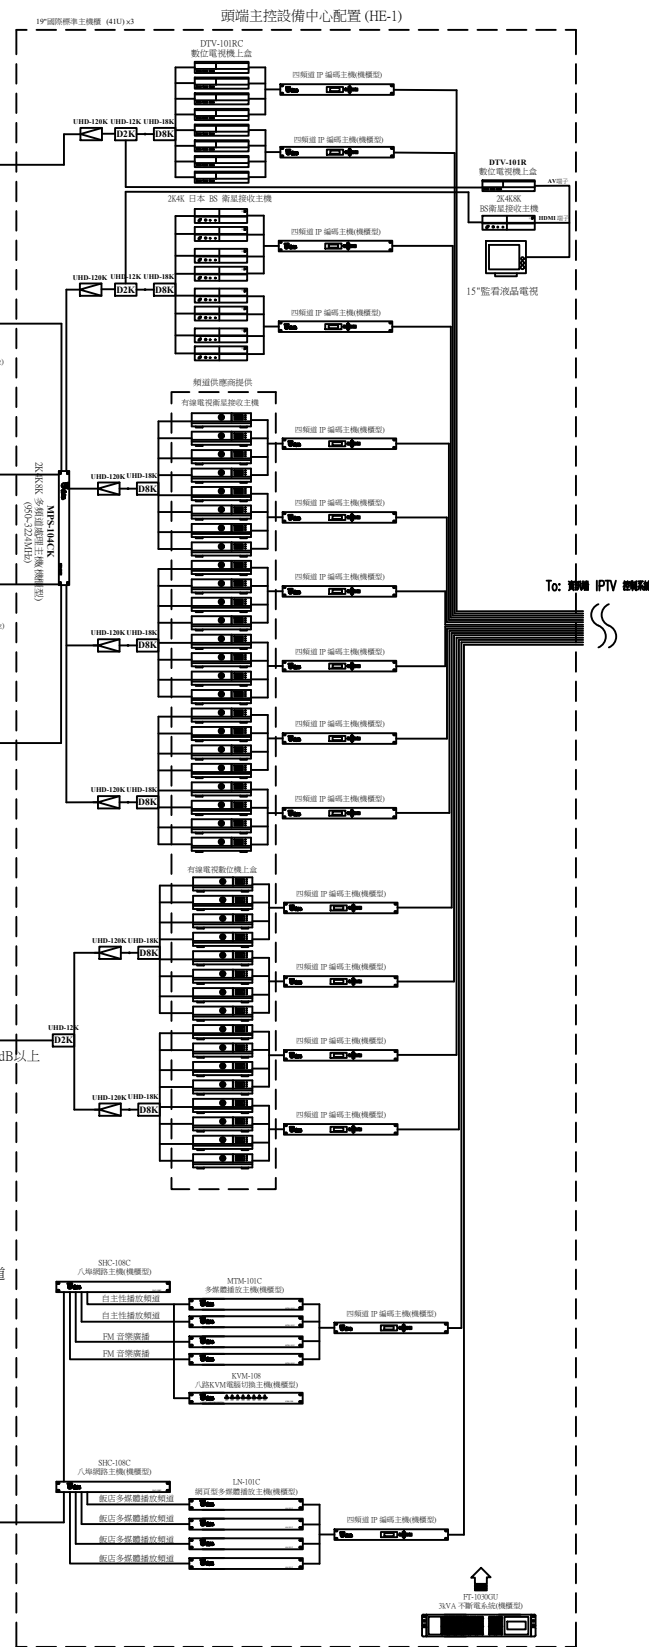 頭端主控設備中心配置 (HE-1)
19"國際標準主機櫃 (41U) x3
DTV-101RC
數位電視機上盒
四頻道 IP 編碼主機(機櫃型)
UHD-120K UHD-12K UHD-18K
D2K D8K
四頻道 IP 編碼主機(機櫃型)
DTV-101R
數位電視機上盒
AV端子
2K4K8K
BS衛星接收主機
HDMI 端子
15"監看液晶電視
2K4K 日本 BS 衛星接收主機
四頻道 IP 編碼主機(機櫃型)
UHD-120K UHD-12K UHD-18K
D2K D8K
四頻道 IP 編碼主機(機櫃型)
頻道供應商提供
有線電視衛星接收主機
四頻道 IP 編碼主機(機櫃型)
MPS-104CK
2K4K8K 多頻道處理主機(機櫃型)
(950-3224MHz)
UHD-120K UHD-18K
D8K
四頻道 IP 編碼主機(機櫃型)
To: IPTV
四頻道 IP 編碼主機(機櫃型)
UHD-120K UHD-18K
D8K
四頻道 IP 編碼主機(機櫃型)
四頻道 IP 編碼主機(機櫃型)
UHD-120K UHD-18K
D8K
四頻道 IP 編碼主機(機櫃型)
有線電視數位機上盒
四頻道 IP 編碼主機(機櫃型)
UHD-120K UHD-18K
D8K
四頻道 IP 編碼主機(機櫃型)
UHD-12K
D2K
dB以上
四頻道 IP 編碼主機(機櫃型)
UHD-120K UHD-18K
D8K
四頻道 IP 編碼主機(機櫃型)
SHC-108C
八埠網路主機(機櫃型)
道
MTM-101C
多媒體播放主機(機櫃型)
自主性播放頻道
自主性播放頻道
FM 音樂廣播
FM 音樂廣播
四頻道 IP 編碼主機(機櫃型)
KVM-108
八路KVM電腦切換主機(機櫃型)
SHC-108C
八埠網路主機(機櫃型)
LN-101C
網頁型多媒體播放主機(機櫃型)
飯店多媒體播放頻道
飯店多媒體播放頻道
飯店多媒體播放頻道
飯店多媒體播放頻道
四頻道 IP 編碼主機(機櫃型)
FT-1030GU
3kVA 不斷電系統(機櫃型)